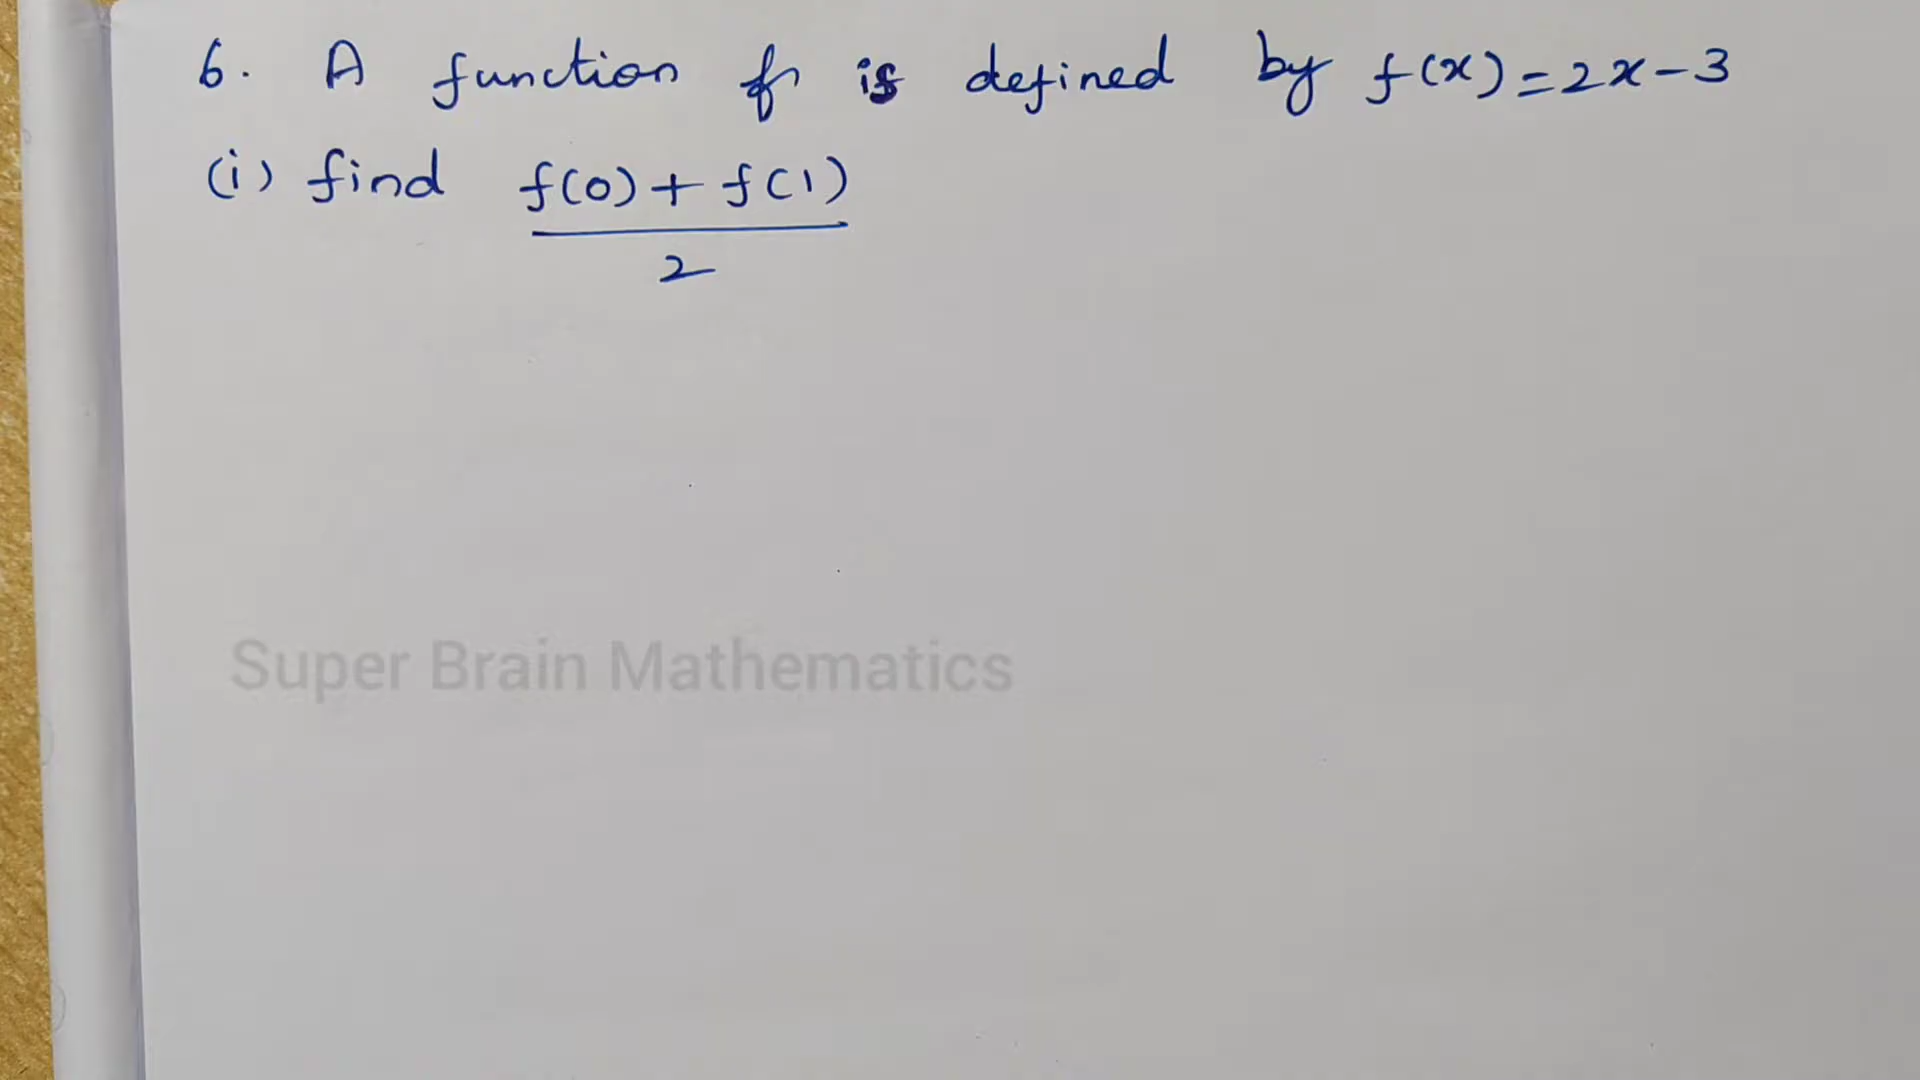 6. A function f is defined by f(x)=2x-3
(i) find f(0) + f(1)
2
Super Brain Mathematics